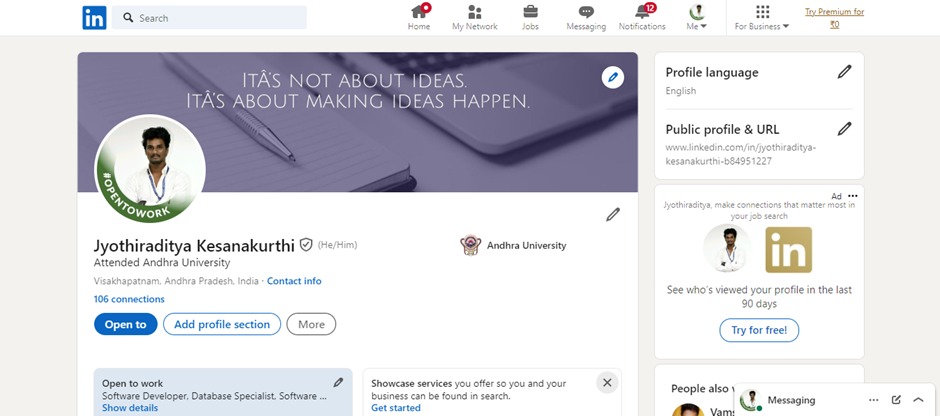 in
Search
Home
My Network
Jobs
Messaging
12
Notifications
Me
For Business
Try Premium for
₹0
ITÂ'S NOT ABOUT IDEAS.
ITÂ'S ABOUT MAKING IDEAS HAPPEN.
#OPENTOWORK
Jyothiraditya Kesanakurthi (He/Him)
Attended Andhra University
Visakhapatnam, Andhra Pradesh, India · Contact info
106 connections
Open to
Add profile section
More
Andhra University
Open to work
Software Developer, Database Specialist, Software ...
Show details
Showcase services you offer so you and your
business can be found in search.
Get started
Profile language
English
Public profile & URL
www.linkedin.com/in/jyothiraditya-
kesanakurthi-b84951227
Ad
Jyothiraditya, make connections that matter most in
your job search
in
See who's viewed your profile in the last
90 days
Try for free!
People also v
Vams
Messaging